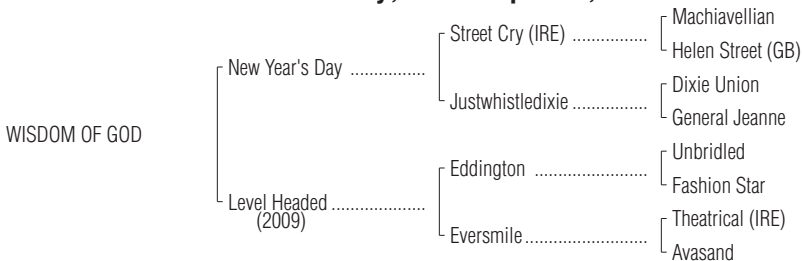 Machiavellian
Street Cry (IRE) ................
Helen Street (GB)
New Year's Day ................
Dixie Union
Justwhistledixie ................
General Jeanne
WISDOM OF GOD
Unbridled
Eddington ................
Fashion Star
Level Headed ....................
(2009)
Theatrical (IRE)
Eversmile..........................
Avasand